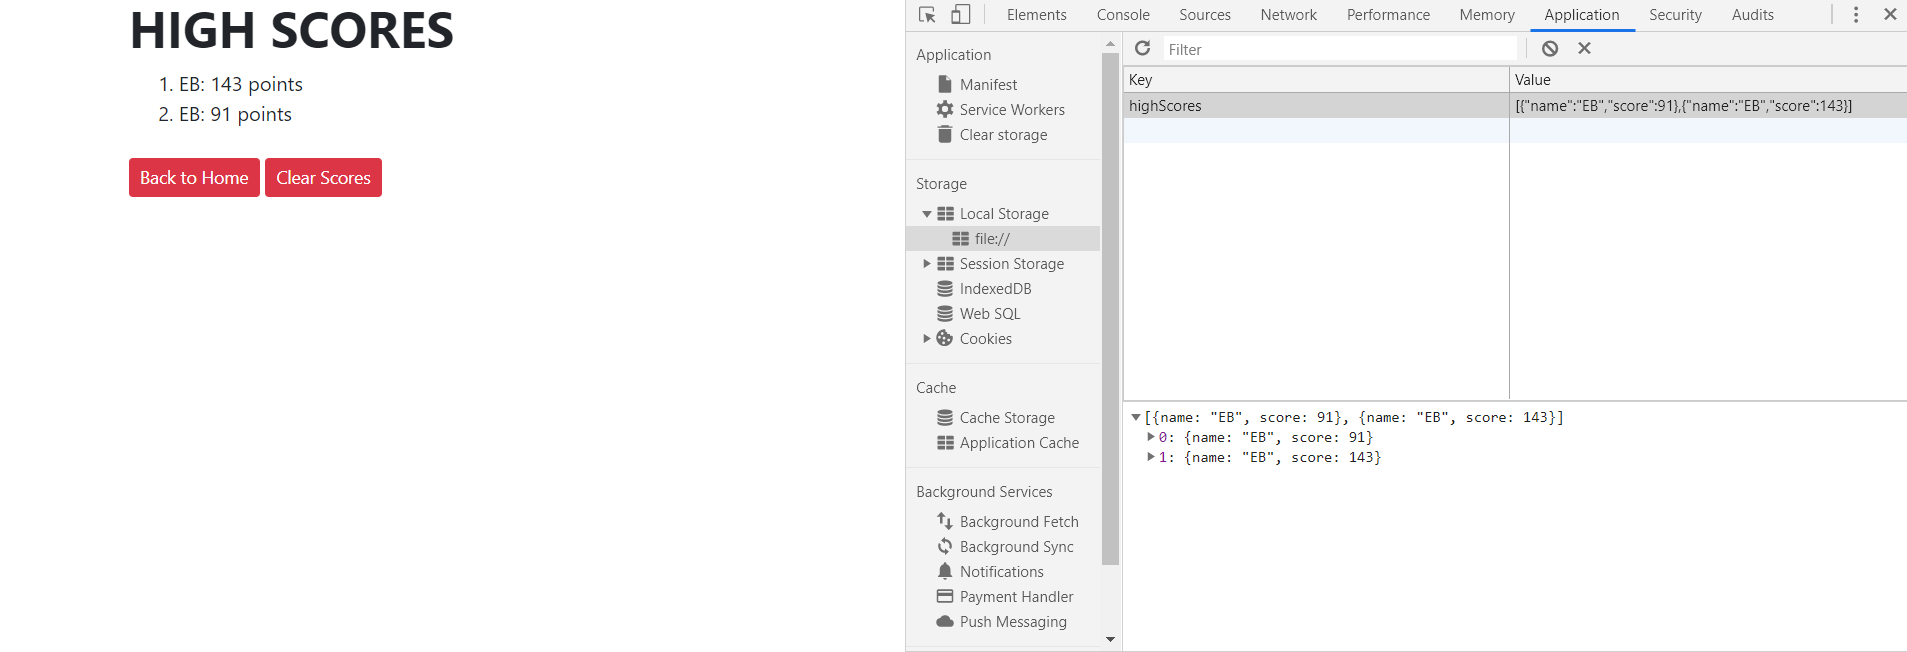 HIGH SCORES
1. EB: 143 points
2. EB: 91 points
Back to Home
Clear Scores
Elements
Console
Sources
Network
Performance
Memory
Application
Security
Audits
Application
Manifest
Service Workers
Clear storage
Storage
Local Storage
file://
Session Storage
IndexedDB
Web SQL
Cookies
Cache
Cache Storage
Application Cache
Background Services
Background Fetch
Background Sync
Notifications
Payment Handler
Push Messaging
Filter
Key
Value
highScores
[{"name":"EB","score":91},{"name":"EB","score":143}]
[{name: "EB", score: 91}, {name: "EB", score: 143}]
0: {name: "EB", score: 91}
1: {name: "EB", score: 143}